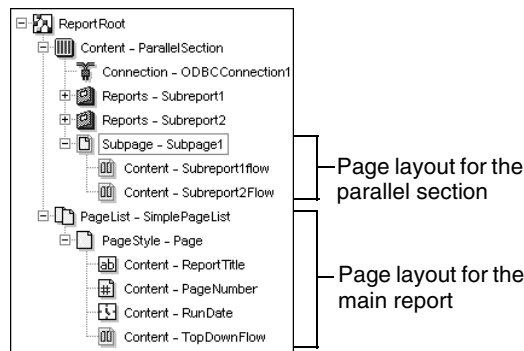 ReportRoot
Content - ParallelSection
Connection - ODBCConnection1
Reports - Subreport1
Reports - Subreport2
Subpage - Subpage1
Content - Subreport1flow
Content - Subreport2Flow
PageList - SimplePageList
PageStyle - Page
Content - ReportTitle
Content - PageNumber
Content - RunDate
Content - TopDownFlow
Page layout for the
parallel section
Page layout for the
main report